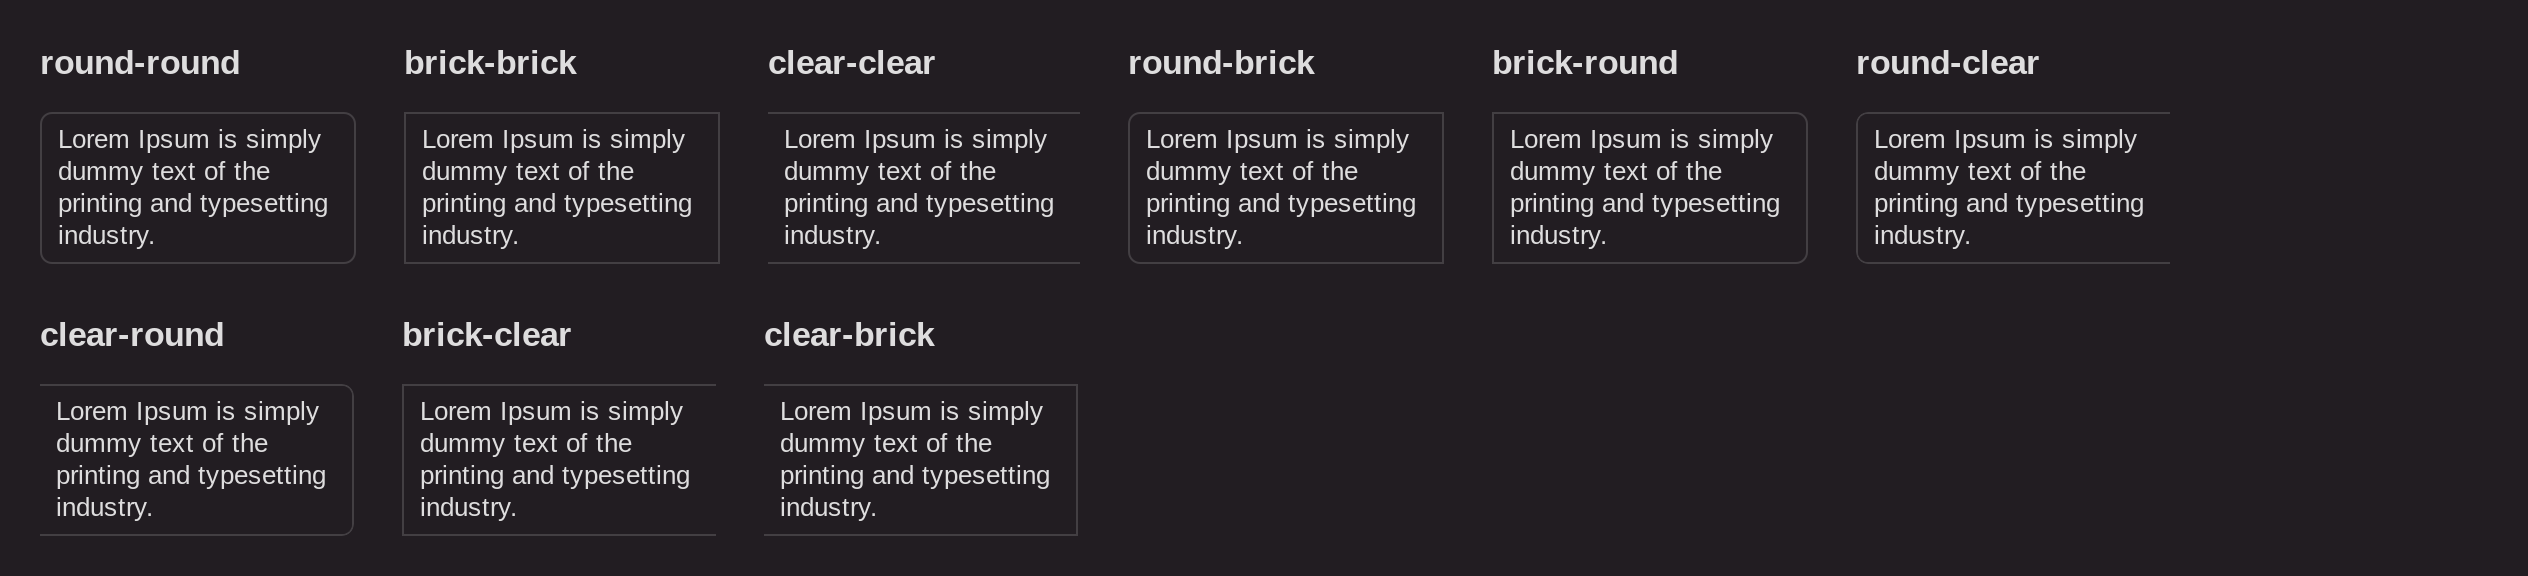 round-round
Lorem Ipsum is simply
dummy text of the
printing and typesetting
industry.
brick-brick
Lorem Ipsum is simply
dummy text of the
printing and typesetting
industry.
clear-clear
Lorem Ipsum is simply
dummy text of the
printing and typesetting
industry.
round-brick
Lorem Ipsum is simply
dummy text of the
printing and typesetting
industry.
brick-round
Lorem Ipsum is simply
dummy text of the
printing and typesetting
industry.
round-clear
Lorem Ipsum is simply
dummy text of the
printing and typesetting
industry.
clear-round
Lorem Ipsum is simply
dummy text of the
printing and typesetting
industry.
brick-clear
Lorem Ipsum is simply
dummy text of the
printing and typesetting
industry.
clear-brick
Lorem Ipsum is simply
dummy text of the
printing and typesetting
industry.